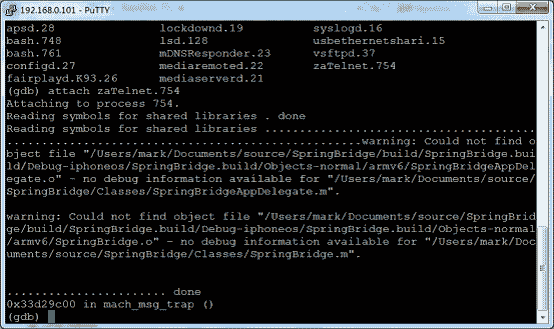 192.168.0.101 - PuTTY
apsd.28 lockdownd.19 syslogd.16
bash.748 lsd.128 usbethernetshari.15
bash.761 mDNSResponder.23 vsftpd.37
configd.27 mediaremoted.22 zaTelnet.754
fairplayd.K93.26 mediaserverd.21
(gdb) attach zaTelnet.754
Attaching to process 754.
Reading symbols for shared libraries . done
Reading symbols for shared libraries ..................................
....................................................warning: Could not find o
bject file "/Users/mark/Documents/source/SpringBridge/build/SpringBridge.bui
ld/Debug-iphoneos/SpringBridge.build/Objects-normal/armv6/SpringBridgeAppDel
egate.o" - no debug information available for "/Users/mark/Documents/source/
SpringBridge/Classes/SpringBridgeAppDelegate.m".
warning: Could not find object file "/Users/mark/Documents/source/SpringBrid
ge/build/SpringBridge.build/Debug-iphoneos/SpringBridge.build/Objects-normal
/armv6/SpringBridge.o" - no debug information available for "/Users/mark/Doc
uments/source/SpringBridge/Classes/SpringBridge.m".
....................... done
0x33d29c00 in mach_msg_trap ()
(gdb)